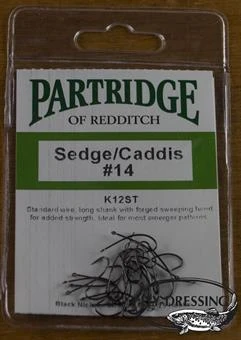 PARTRIDGE
OF REDDITCH
Sedge/Caddis
#14
K12ST
Standard wire, long shank with forged sweeping bend
for added strength. Ideal for most emerger patterns.
Black Nickel
DRESSING